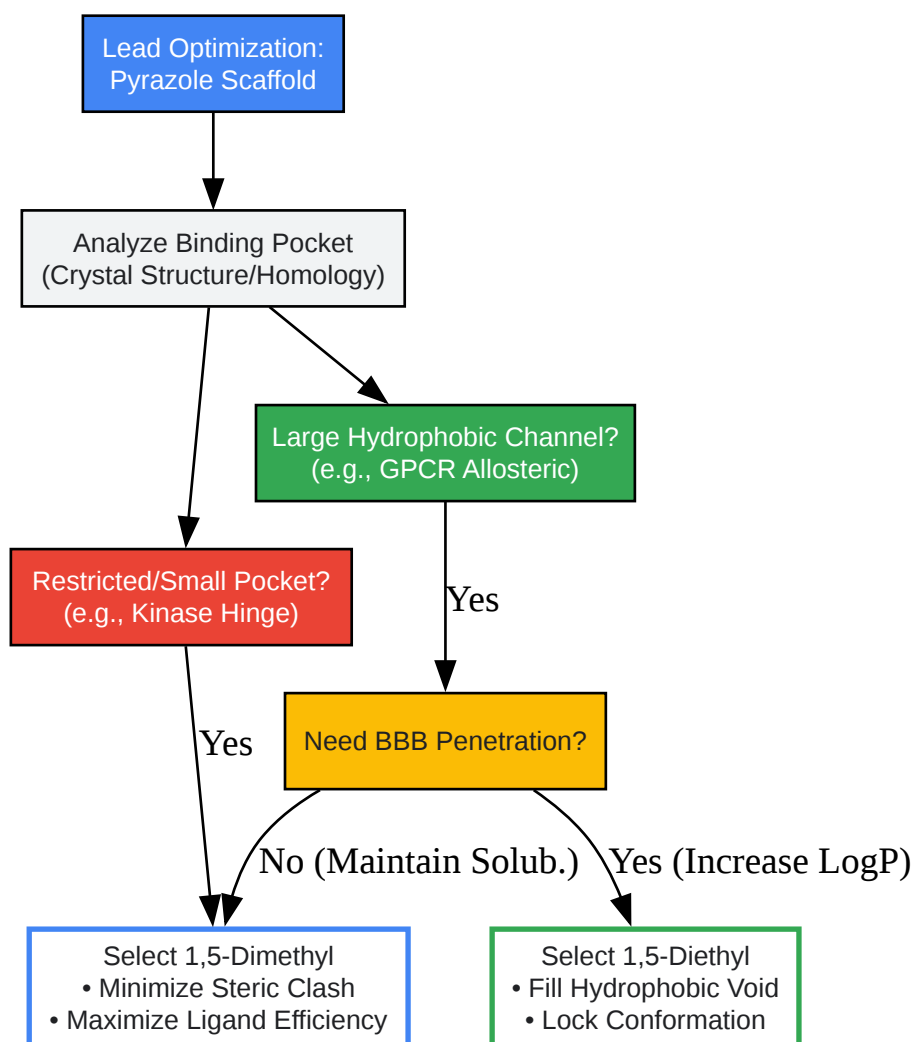 Lead Optimization:
Pyrazole Scaffold
Analyze Binding Pocket
(Crystal Structure/Homology)
Large Hydrophobic Channel?
(e.g., GPCR Allosteric)
Restricted/Small Pocket?
(e.g., Kinase Hinge)
Yes
Need BBB Penetration?
Yes
No (Maintain Solub.)
Yes (Increase LogP)
Select 1,5-Dimethyl
• Minimize Steric Clash
• Maximize Ligand Efficiency
Select 1,5-Diethyl
• Fill Hydrophobic Void
• Lock Conformation